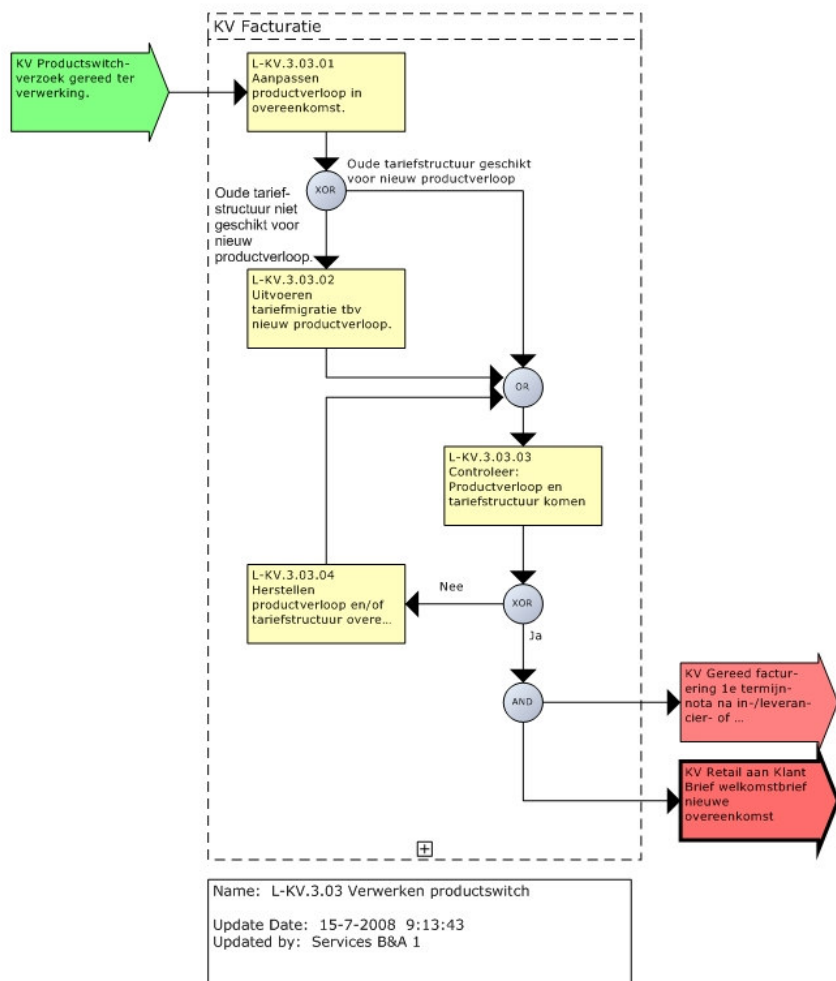 KV Facturatie
KV Productswitch-
verzoek gereed ter
verwerking.
L-KV.3.03.01
Aanpassen
productverloop in
overeenkomst.
XOR
Oude tariefstructuur geschikt
voor nieuw productverloop
Oude tarief-
structuur niet
geschikt voor
nieuw
productverloop.
L-KV.3.03.02
Uitvoeren
tariefmigratie tbv
nieuw productverloop.
OR
L-KV.3.03.03
Controleer:
Productverloop en
tariefstructuur komen
L-KV.3.03.04
Herstellen
productverloop en/of
tariefstructuur overe...
Nee
XOR
Ja
AND
KV Gereed factur-
ering 1e termijn-
nota na in-/leveran-
cier- of ...
KV Retail aan Klant
Brief welkomstbrief
nieuwe
overeenkomst
Name: L-KV.3.03 Verwerken productswitch
Update Date: 15-7-2008 9:13:43
Updated by: Services B&A 1